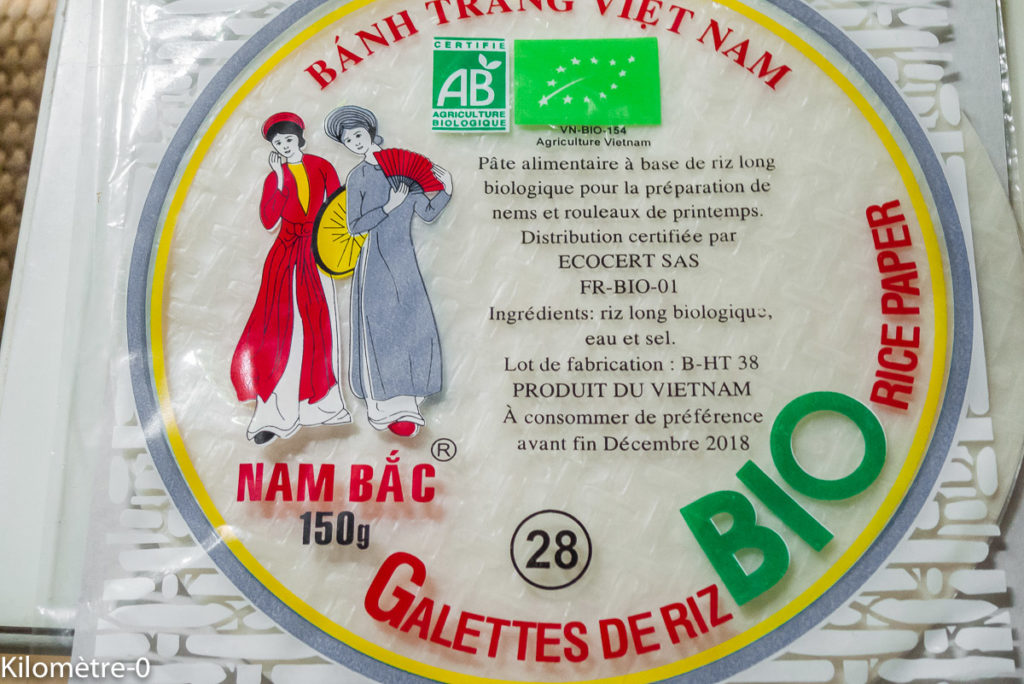 BÁNH TRÁNG VIỆT NAM
CERTIFIÉ
AB
AGRICULTURE
BIOLOGIQUE
VN-BIO-154
Agriculture Vietnam
Pâte alimentaire à base de riz long
biologique pour la préparation de
nems et rouleaux de printemps.
Distribution certifiée par
ECOCERT SAS
FR-BIO-01
Ingrédients: riz long biologique,
eau et sel.
Lot de fabrication : B-HT 38
PRODUIT DU VIETNAM
À consommer de préférence
avant fin Décembre 2018
®
NAM BẮC
150g
28
GALETTES DE RIZ
BIO
RICE PAPER
Kilomètre-0